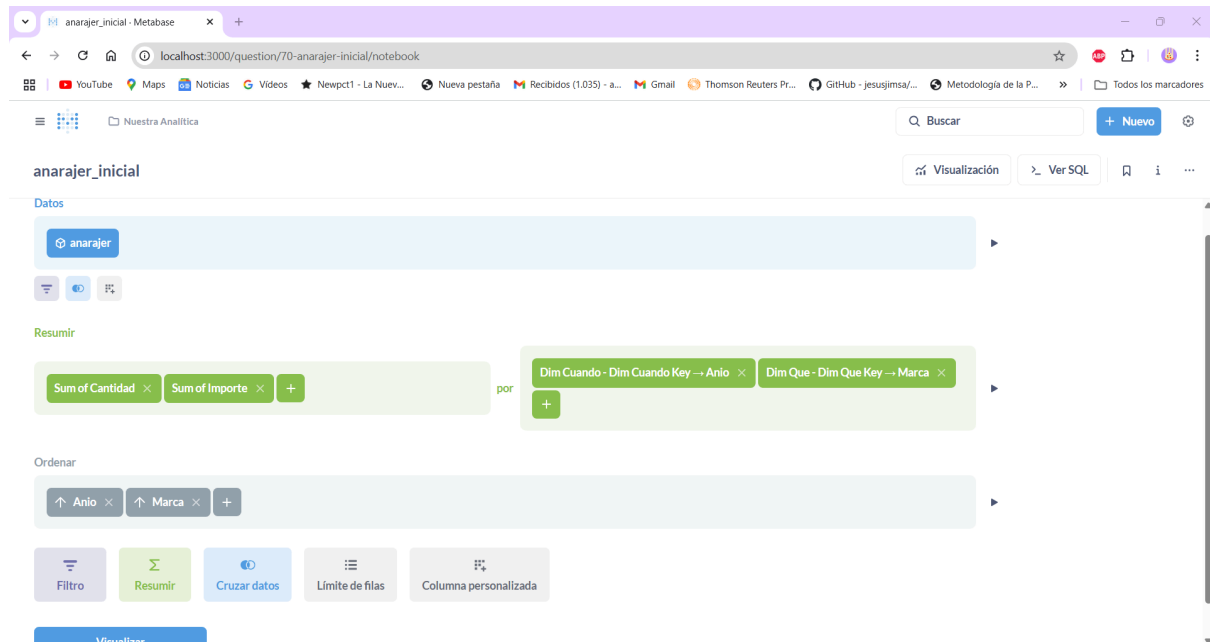 anarajer_inicial - Metabase
localhost:3000/question/70-anarajer-inicial/notebook
ABP
YouTube Maps Noticias Vídeos Newpct1 - La Nuev... Nueva pestaña Recibidos (1.035) - a... Gmail Thomson Reuters Pr... GitHub - jesusjimsa/... Metodología de la P... » Todos los marcadores
Nuestra Analítica Buscar + Nuevo
anarajer_inicial Visualización >_ Ver SQL i ...
Datos
anarajer
Resumir
Sum of Cantidad × Sum of Importe × + por Dim Cuando - Dim Cuando Key → Anio × Dim Que - Dim Que Key → Marca ×
+
Ordenar
↑ Anio × ↑ Marca × +
Filtro Resumir Cruzar datos Límite de filas Columna personalizada
Visualizar